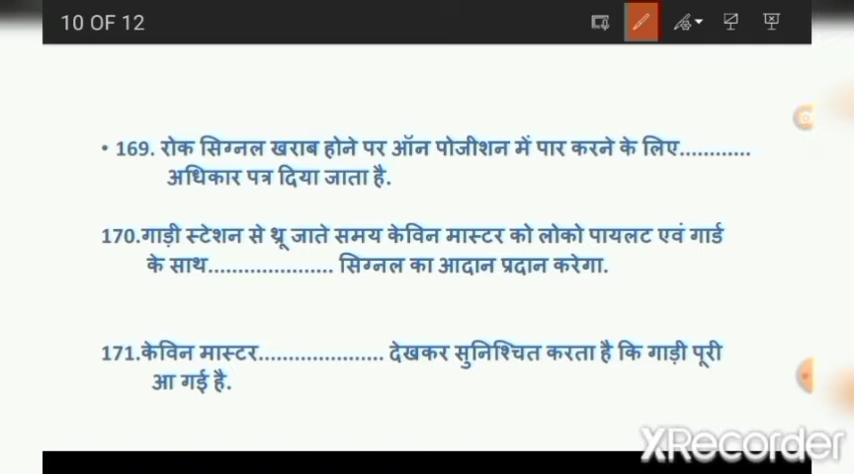 10 OF 12
• 169. रोक सिग्नल खराब होने पर ऑन पोजीशन में पार करने के लिए............
अधिकार पत्र दिया जाता है.
170.गाड़ी स्टेशन से थ्रू जाते समय केविन मास्टर को लोको पायलट एवं गार्ड
के साथ..................... सिग्नल का आदान प्रदान करेगा.
171.केविन मास्टर..................... देखकर सुनिश्चित करता है कि गाड़ी पूरी
आ गई है.
XRecorder